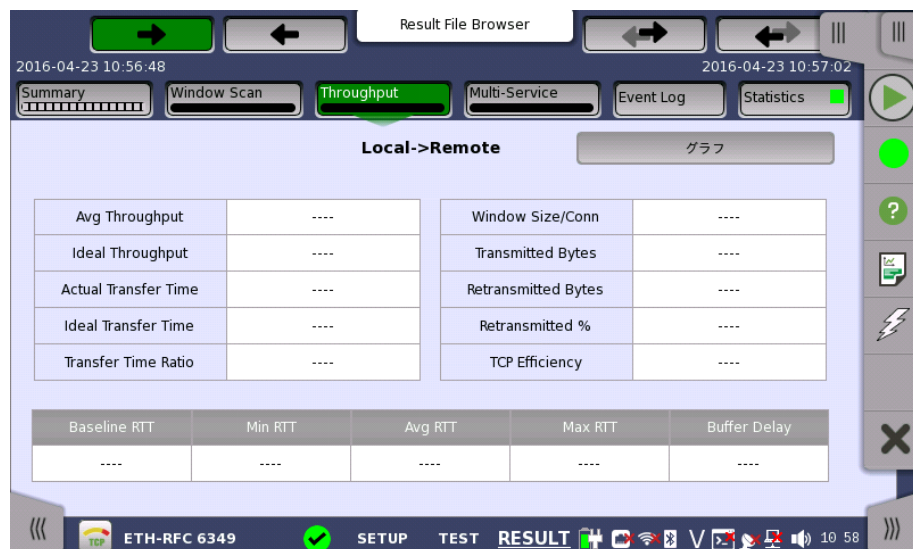 Result File Browser
2016-04-23 10:56:48
2016-04-23 10:57:02
Summary
Window Scan
Throughput
Multi-Service
Event Log
Statistics
Local->Remote
グラフ
Avg Throughput ----
Window Size/Conn ----
Ideal Throughput ----
Transmitted Bytes ----
Actual Transfer Time ----
Retransmitted Bytes ----
Ideal Transfer Time ----
Retransmitted % ----
Transfer Time Ratio ----
TCP Efficiency ----
Baseline RTT Min RTT Avg RTT Max RTT Buffer Delay
---- ---- ---- ---- ----
TCP
ETH-RFC 6349
SETUP
TEST
RESULT
V
10 58